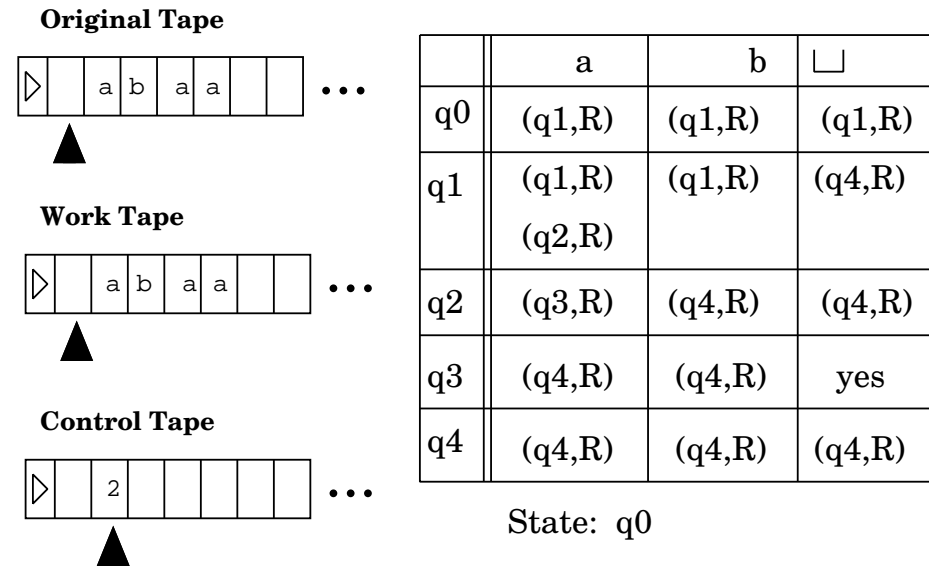 Original Tape
▷ a b a a ...
Work Tape
▷ a b a a ...
Control Tape
▷ 2 ...
a b ⊔
q0 (q1,R) (q1,R) (q1,R)
q1 (q1,R) (q1,R) (q4,R)
(q2,R)
q2 (q3,R) (q4,R) (q4,R)
q3 (q4,R) (q4,R) yes
q4 (q4,R) (q4,R) (q4,R)
State: q0